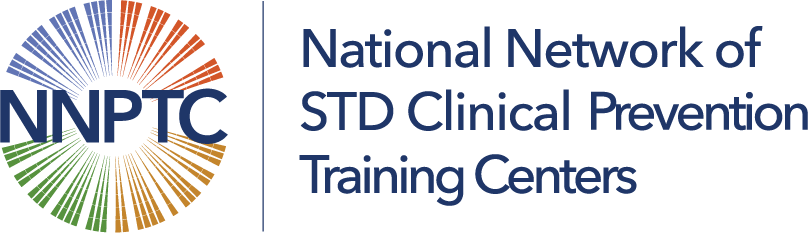 NNPTC
National Network of
STD Clinical Prevention
Training Centers